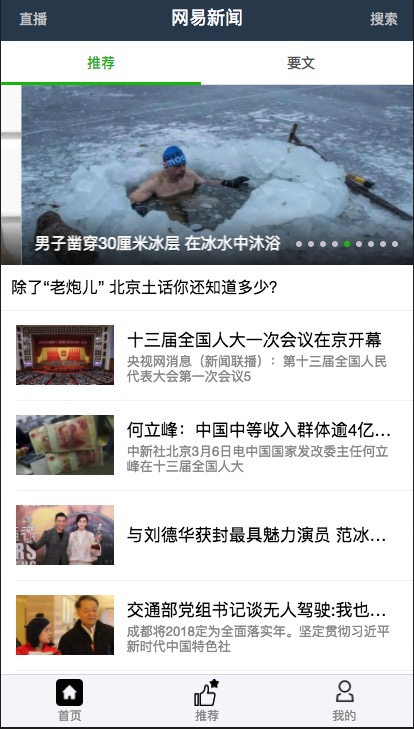 直播 网易新闻 搜索
推荐 要文
男子凿穿30厘米冰层 在冰水中沐浴
除了“老炮儿” 北京土话你还知道多少?
十三届全国人大一次会议在京开幕
央视网消息（新闻联播）：第十三届全国人民
代表大会第一次会议5
何立峰：中国中等收入群体逾4亿…
中新社北京3月6日电中国国家发改委主任何立
峰在十三届全国人大
与刘德华获封最具魅力演员 范冰…
交通部党组书记谈无人驾驶:我也…
成都将2018定为全面落实年。坚定贯彻习近平
新时代中国特色社
首页 推荐 我的